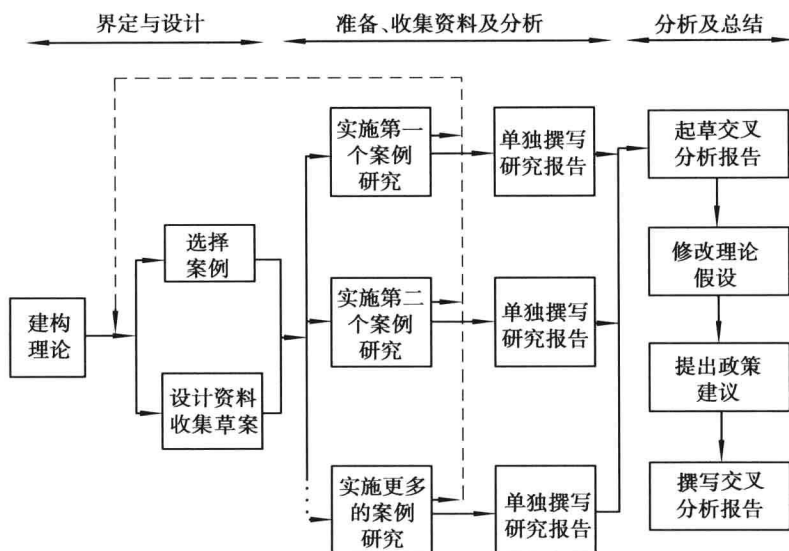 界定与设计
准备、收集资料及分析
分析及总结
建构
理论
选择
案例
设计资料
收集草案
实施第一
个案例
研究
单独撰写
研究报告
实施第二
个案例
研究
单独撰写
研究报告
实施更多
的案例
研究
单独撰写
研究报告
起草交叉
分析报告
修改理论
假设
提出政策
建议
撰写交叉
分析报告